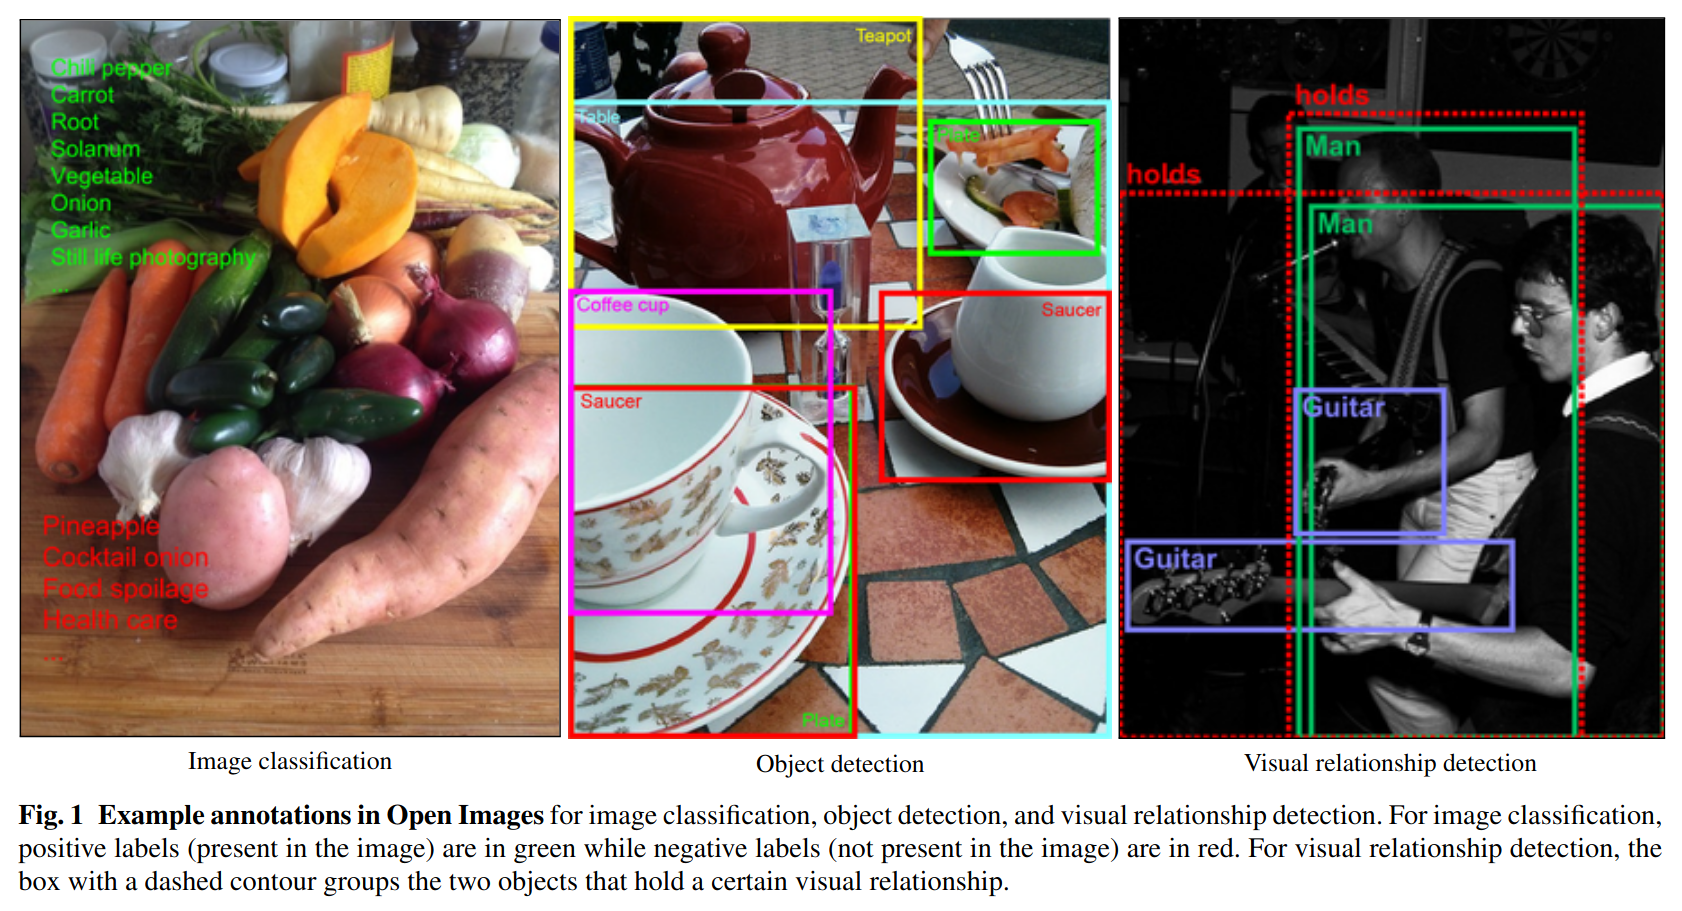 Chili pepper
Carrot
Root
Solanum
Vegetable
Onion
Garlic
Still life photography
...
Pineapple
Cocktail onion
Food spoilage
Health care
...
Image classification
Teapot
Table
Plate
Coffee cup
Saucer
Saucer
Plate
Object detection
holds
Man
holds
Man
Guitar
Guitar
Visual relationship detection
Fig. 1 Example annotations in Open Images for image classification, object detection, and visual relationship detection. For image classification,
positive labels (present in the image) are in green while negative labels (not present in the image) are in red. For visual relationship detection, the
box with a dashed contour groups the two objects that hold a certain visual relationship.